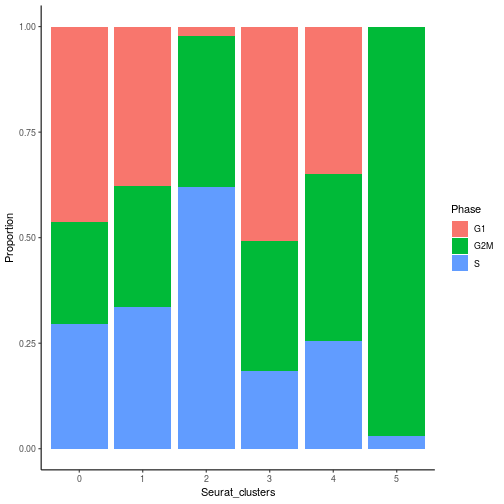 1.00
0.75
0.50
0.25
0.00
Proportion
0 1 2 3 4 5
Seurat_clusters
Phase
G1
G2M
S